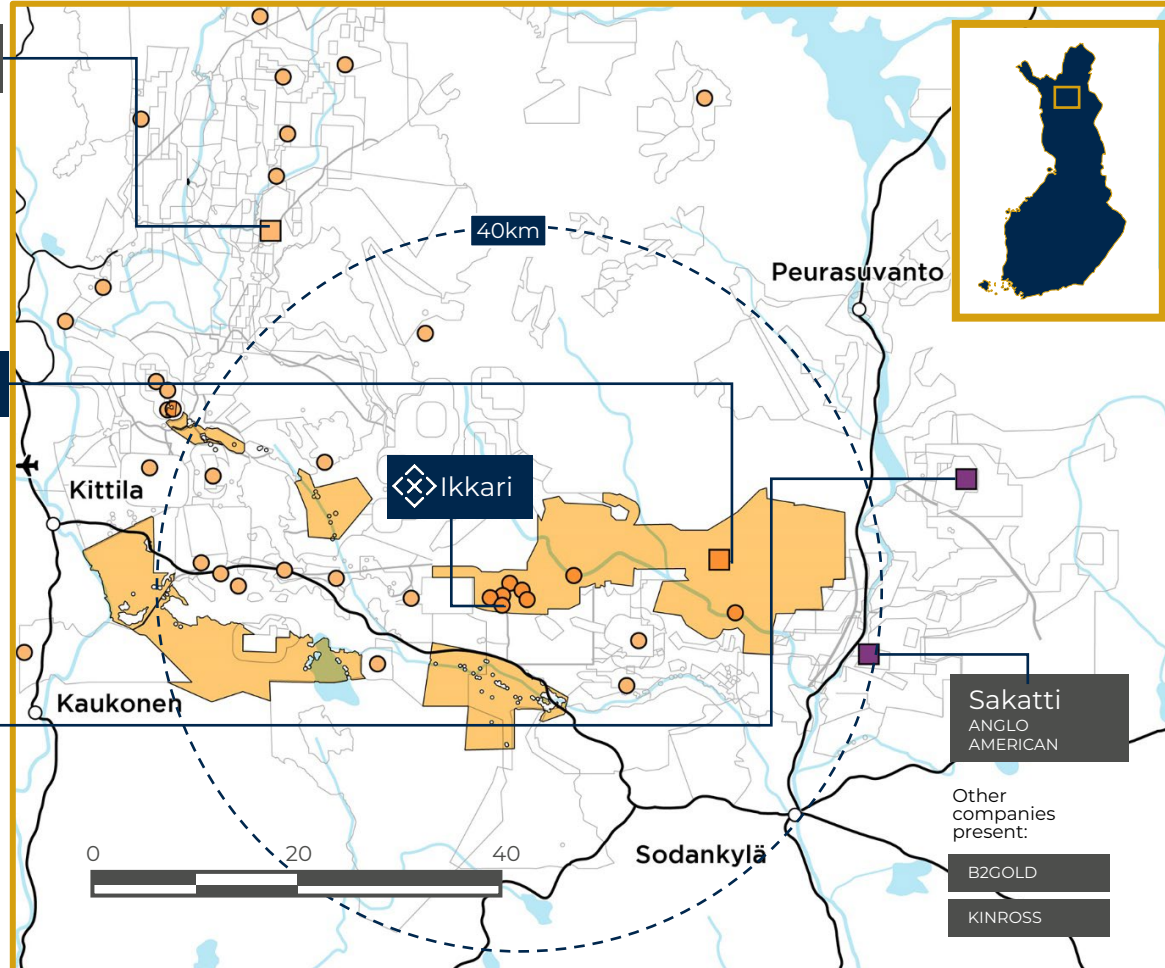 40km
Peurasuvanto
Ikkari
Kittila
Kaukonen
Sakatti
ANGLO
AMERICAN
Other
companies
present:
0 20 40
Sodankylä
B2GOLD
KINROSS